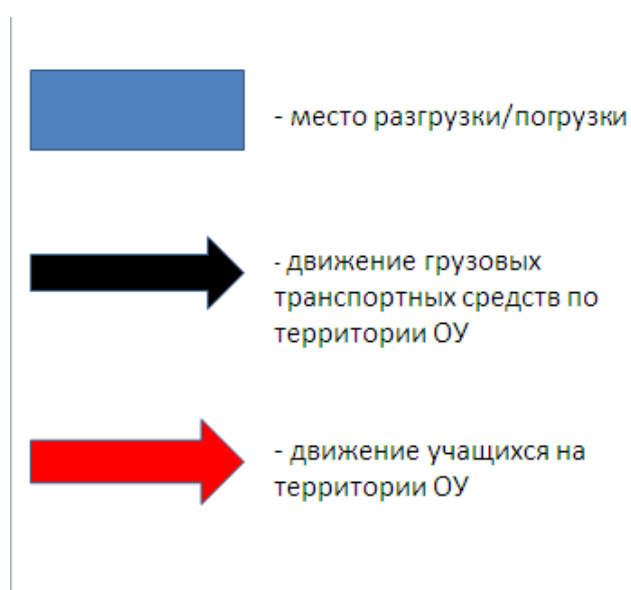 - место разгрузки/погрузки
- движение грузовых
транспортных средств по
территории ОУ
- движение учащихся на
территории ОУ